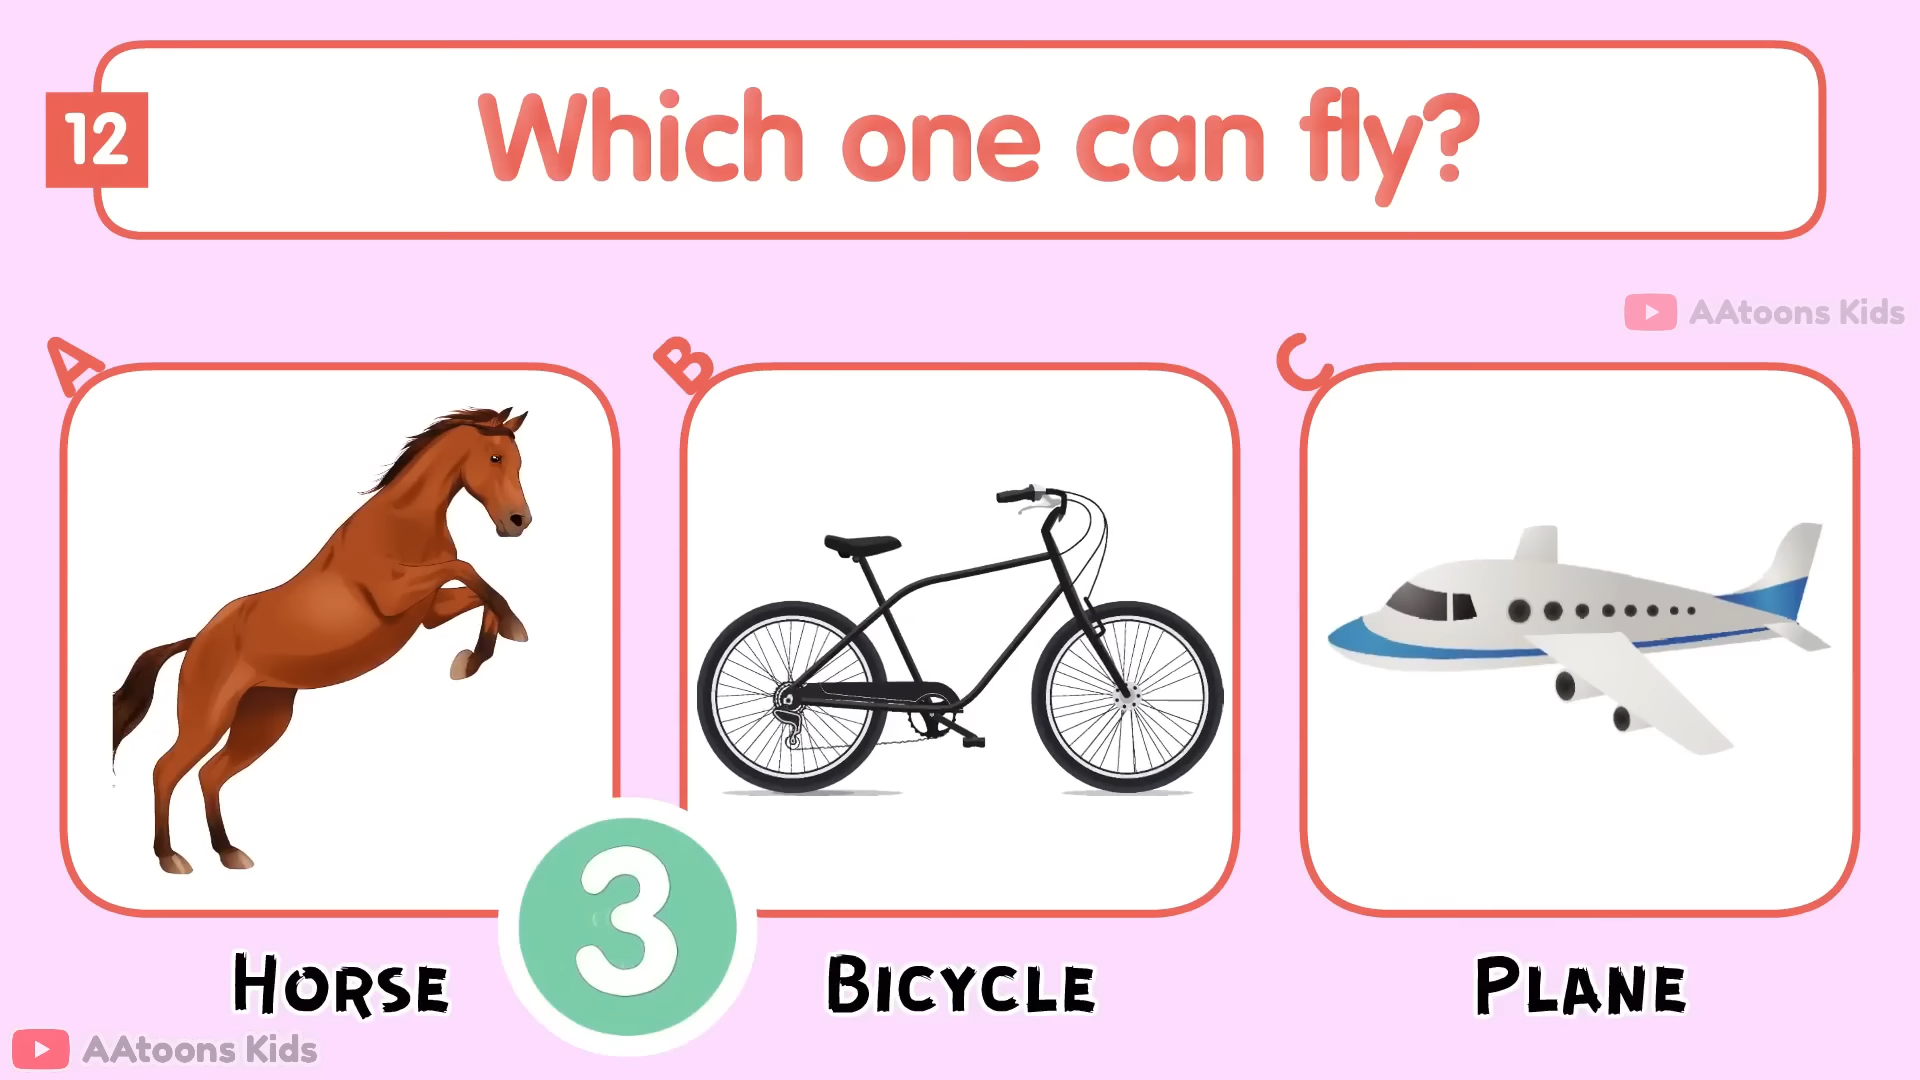 12
Which one can fly?
AAtoons Kids
A
B
C
3
HORSE
BICYCLE
PLANE
AAtoons Kids